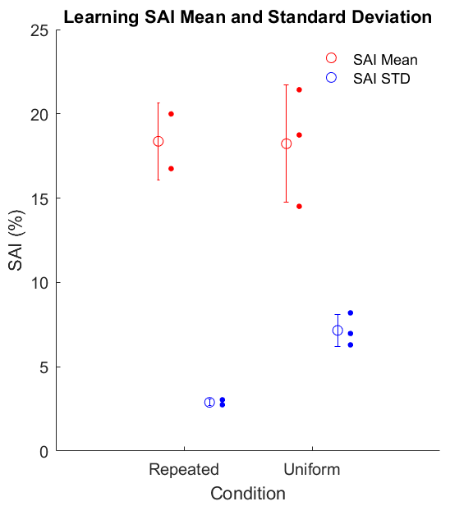 Learning SAI Mean and Standard Deviation
25
20
15
10
5
0
SAI (%)
SAI Mean
SAI STD
Repeated
Uniform
Condition